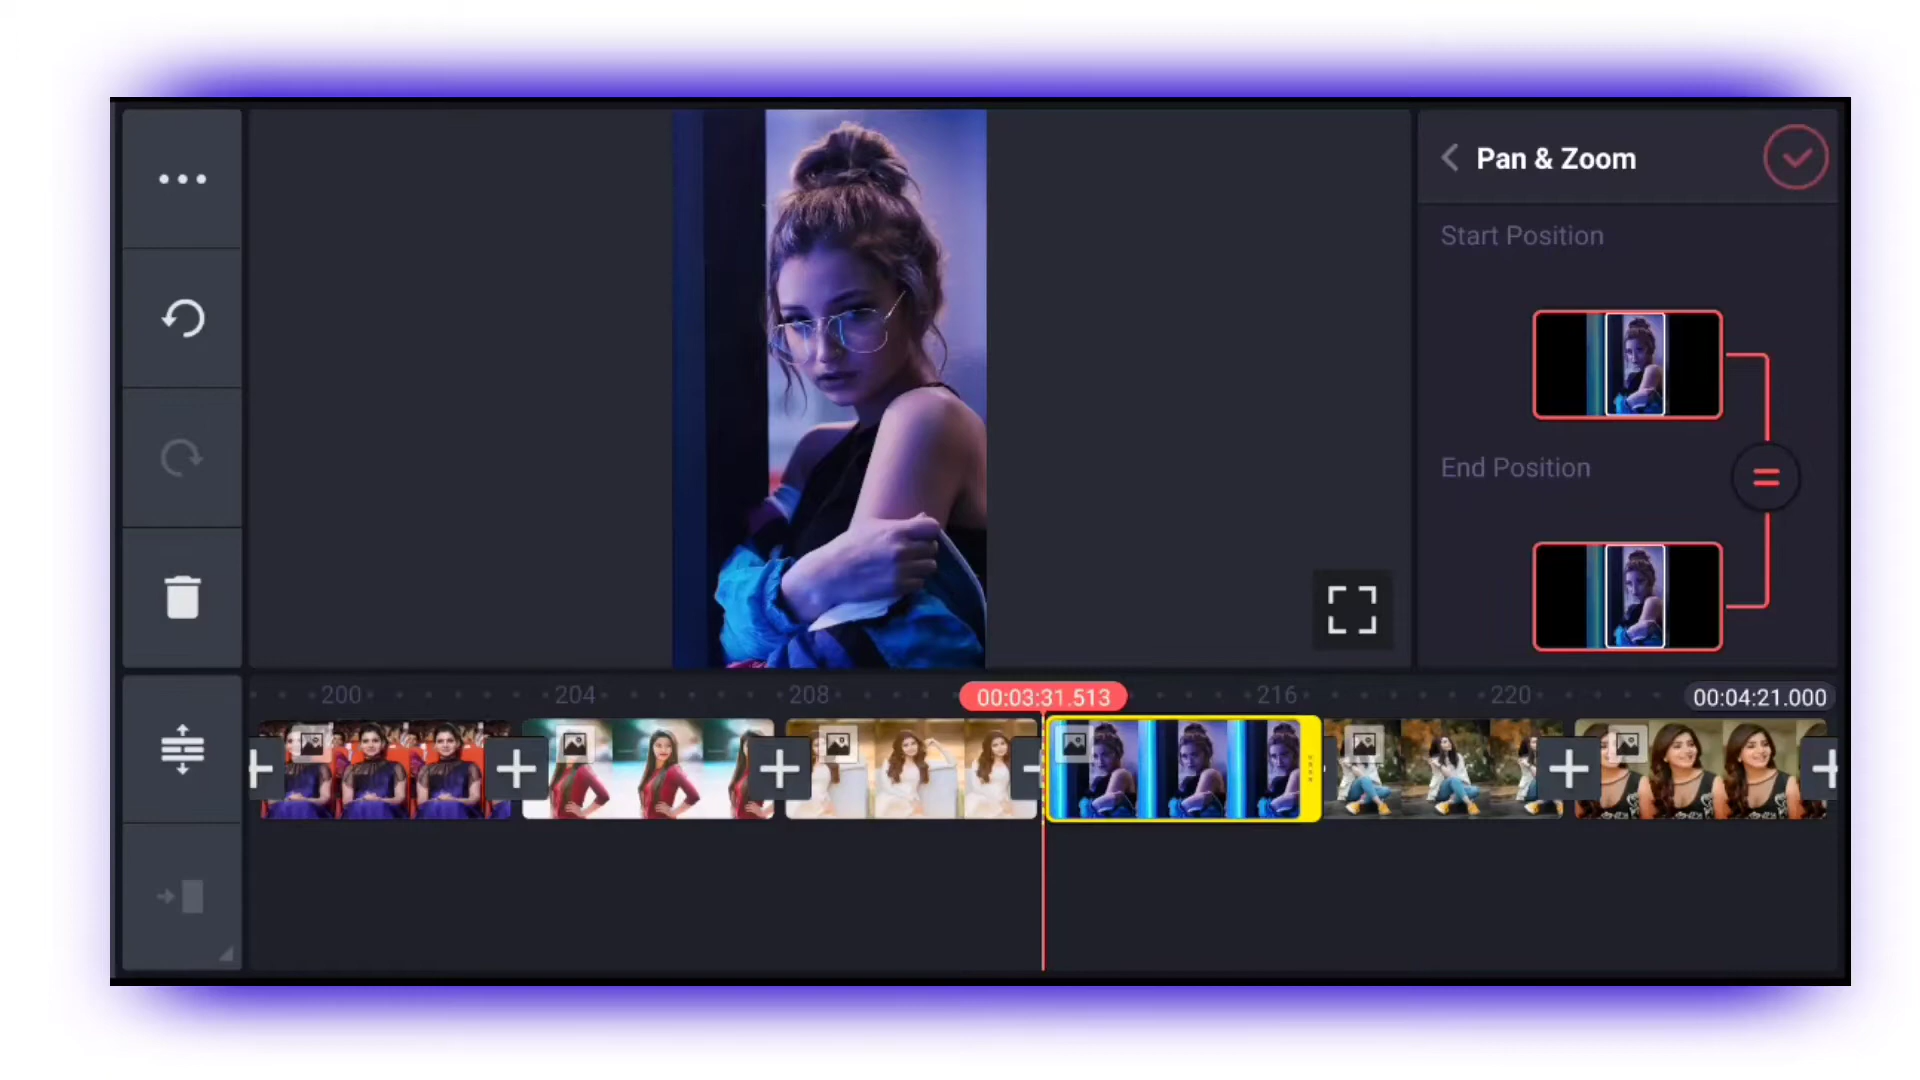 Pan & Zoom
Start Position
End Position
200
204
208
00:03:31.513
216
220
00:04:21.000